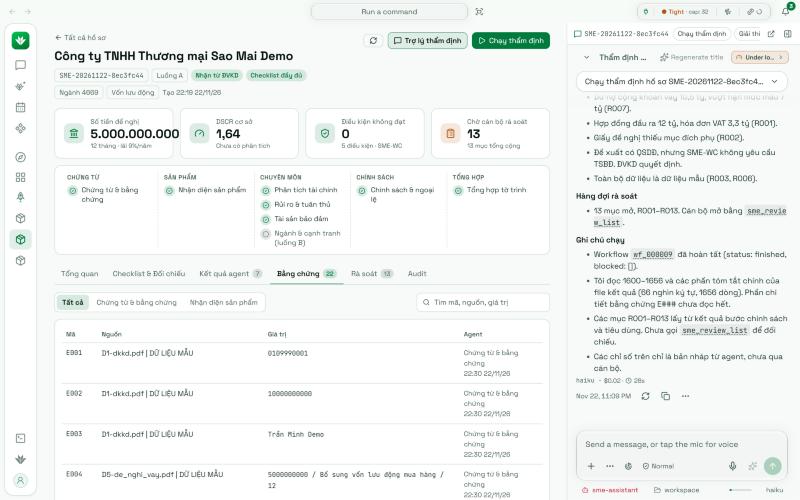 Run a command
Tight · cap: 32
3
← Tất cả hồ sơ
Công ty TNHH Thương mại Sao Mai Demo
Trợ lý thẩm định
Chạy thẩm định
SME-20261122-8ec3fc44
Luồng A
Nhận từ ĐVKD
Checklist đầy đủ
Ngành 4669
Vốn lưu động
Tạo 22:19 22/11/26
Số tiền đề nghị
5.000.000.000
12 tháng · lãi 9%/năm
DSCR cơ sở
1,64
Chưa có phân tích
Điều kiện không đạt
0
5 điều kiện · SME-WC
Chờ cán bộ rà soát
13
13 mục tổng cộng
CHỨNG TỪ
Chứng từ & bằng chứng
SẢN PHẨM
Nhận diện sản phẩm
CHUYÊN MÔN
Phân tích tài chính
Rủi ro & tuân thủ
Tài sản bảo đảm
Ngành & cạnh tranh (luồng B)
CHÍNH SÁCH
Chính sách & ngoại lệ
TỔNG HỢP
Tổng hợp tờ trình
Tổng quan
Checklist & Đối chiếu
Kết quả agent 7
Bằng chứng 22
Rà soát 13
Audit
Tất cả
Chứng từ & bằng chứng
Nhận diện sản phẩm
Tìm mã, nguồn, giá trị
Mã Nguồn Giá trị Agent
E001 D1-dkkd.pdf | DỮ LIỆU MẪU 0109990001 Chứng từ & bằng chứng
22:30 22/11/26
E002 D1-dkkd.pdf | DỮ LIỆU MẪU 10000000000 Chứng từ & bằng chứng
22:30 22/11/26
E003 D1-dkkd.pdf | DỮ LIỆU MẪU Trần Minh Demo Chứng từ & bằng chứng
22:30 22/11/26
E004 D5-de_nghi_vay.pdf | DỮ LIỆU MẪU 5000000000 / Bổ sung vốn lưu động mua hàng / 12 Chứng từ & bằng chứng
22:30 22/11/26
SME-20261122-8ec3fc44
Chạy thẩm định
Giải thí
Thẩm định ...
Regenerate title
Under lo...
Chạy thẩm định hồ sơ SME-20261122-8ec3fc4...
tỷ (R007).
Hợp đồng đầu ra 12 tỷ, hóa đơn VAT 3,3 tỷ (R001).
Giấy đề nghị thiếu mục đích phụ (R002).
Đề xuất có QSDĐ, nhưng SME-WC không yêu cầu TSBĐ. ĐVKD quyết định.
Toàn bộ dữ liệu là dữ liệu mẫu (R003, R006).
Hàng đợi rà soát
13 mục mở, R001–R013. Cán bộ mở bằng sme_review_list.
Ghi chú chạy
Workflow wf_000009 đã hoàn tất (status: finished, blocked: []).
Tôi đọc 1600–1656 và các phần tóm tắt chính của file kết quả (66 nghìn ký tự, 1656 dòng). Phần chi tiết bằng chứng E### chưa đọc hết.
Các mục R001–R013 lấy từ kết quả bước chính sách và tiêu dùng. Chưa gọi sme_review_list để đối chiếu.
Các chỉ số trên chỉ là bản nháp từ agent, chưa qua cán bộ.
haiku · $0.02 · 28s
Nov 22, 11:09 PM
Send a message, or tap the mic for voice
Normal
sme-assistant
workspace
haiku